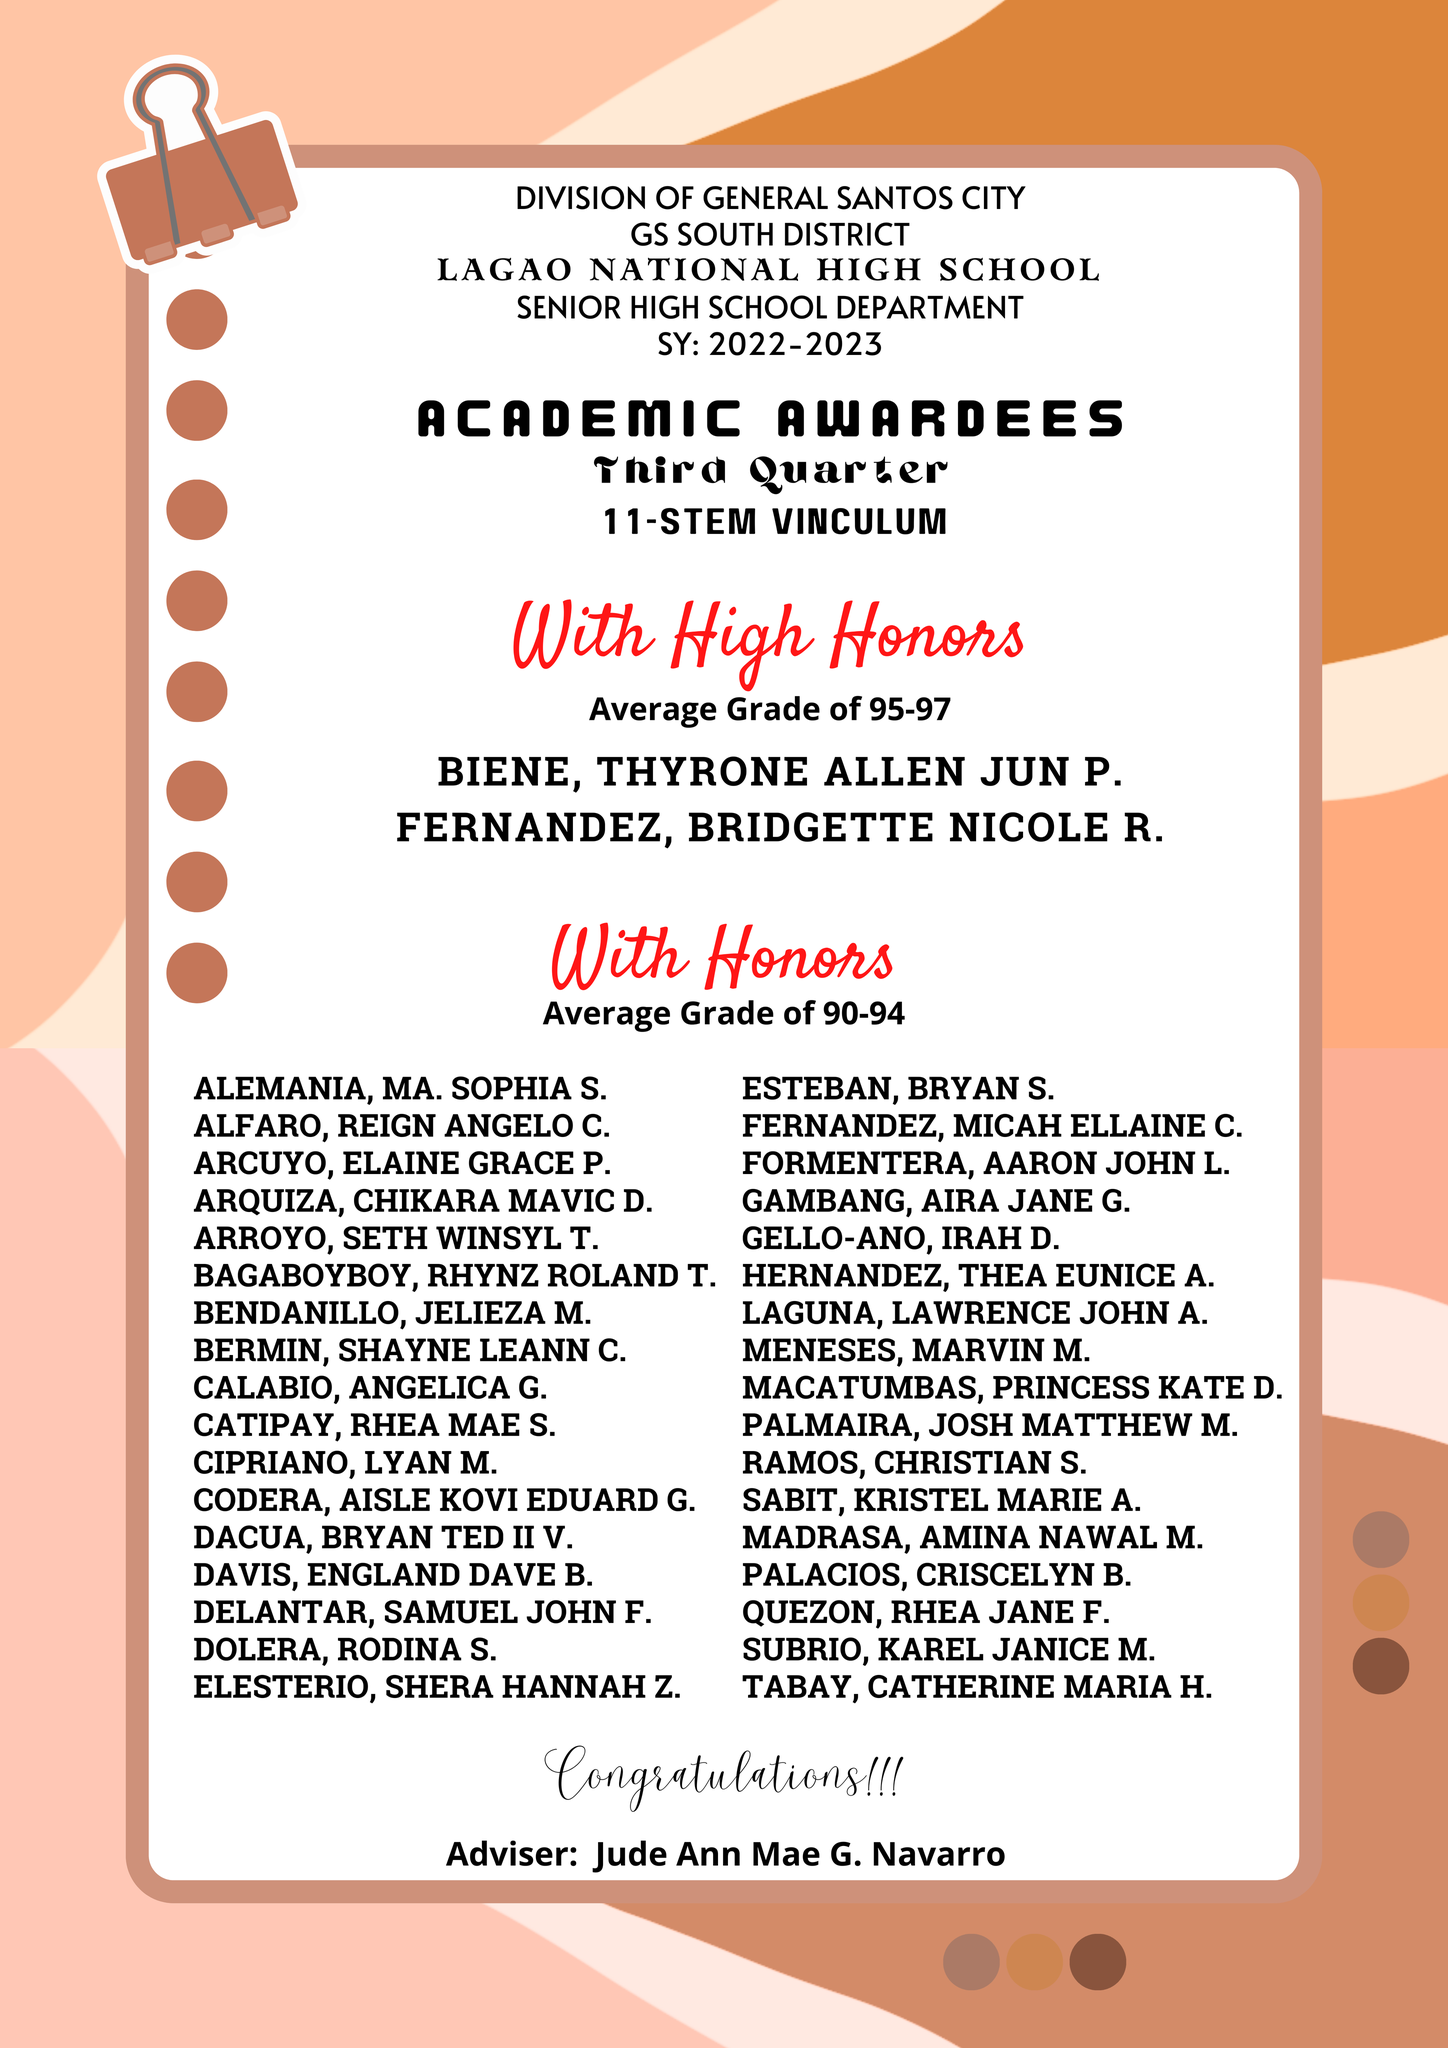 DIVISION OF GENERAL SANTOS CITY
GS SOUTH DISTRICT
LAGAO NATIONAL HIGH SCHOOL
SENIOR HIGH SCHOOL DEPARTMENT
SY: 2022-2023
ACADEMIC AWARDEES
Third Quarter
11-STEM VINCULUM
With High Honors
Average Grade of 95-97
BIENE, THYRONE ALLEN JUN P.
FERNANDEZ, BRIDGETTE NICOLE R.
With Honors
Average Grade of 90-94
ALEMANIA, MA. SOPHIA S.
ALFARO, REIGN ANGELO C.
ARCUYO, ELAINE GRACE P.
ARQUIZA, CHIKARA MAVIC D.
ARROYO, SETH WINSYL T.
BAGABOYBOY, RHYNZ ROLAND T.
BENDANILLO, JELIEZA M.
BERMIN, SHAYNE LEANN C.
CALABIO, ANGELICA G.
CATIPAY, RHEA MAE S.
CIPRIANO, LYAN M.
CODERA, AISLE KOVI EDUARD G.
DACUA, BRYAN TED II V.
DAVIS, ENGLAND DAVE B.
DELANTAR, SAMUEL JOHN F.
DOLERA, RODINA S.
ELESTERIO, SHERA HANNAH Z.
ESTEBAN, BRYAN S.
FERNANDEZ, MICAH ELLAINE C.
FORMENTERA, AARON JOHN L.
GAMBANG, AIRA JANE G.
GELLO-ANO, IRAH D.
HERNANDEZ, THEA EUNICE A.
LAGUNA, LAWRENCE JOHN A.
MENESES, MARVIN M.
MACATUMBAS, PRINCESS KATE D.
PALMAIRA, JOSH MATTHEW M.
RAMOS, CHRISTIAN S.
SABIT, KRISTEL MARIE A.
MADRASA, AMINA NAWAL M.
PALACIOS, CRISCELYN B.
QUEZON, RHEA JANE F.
SUBRIO, KAREL JANICE M.
TABAY, CATHERINE MARIA H.
Congratulations!!!
Adviser: Jude Ann Mae G. Navarro